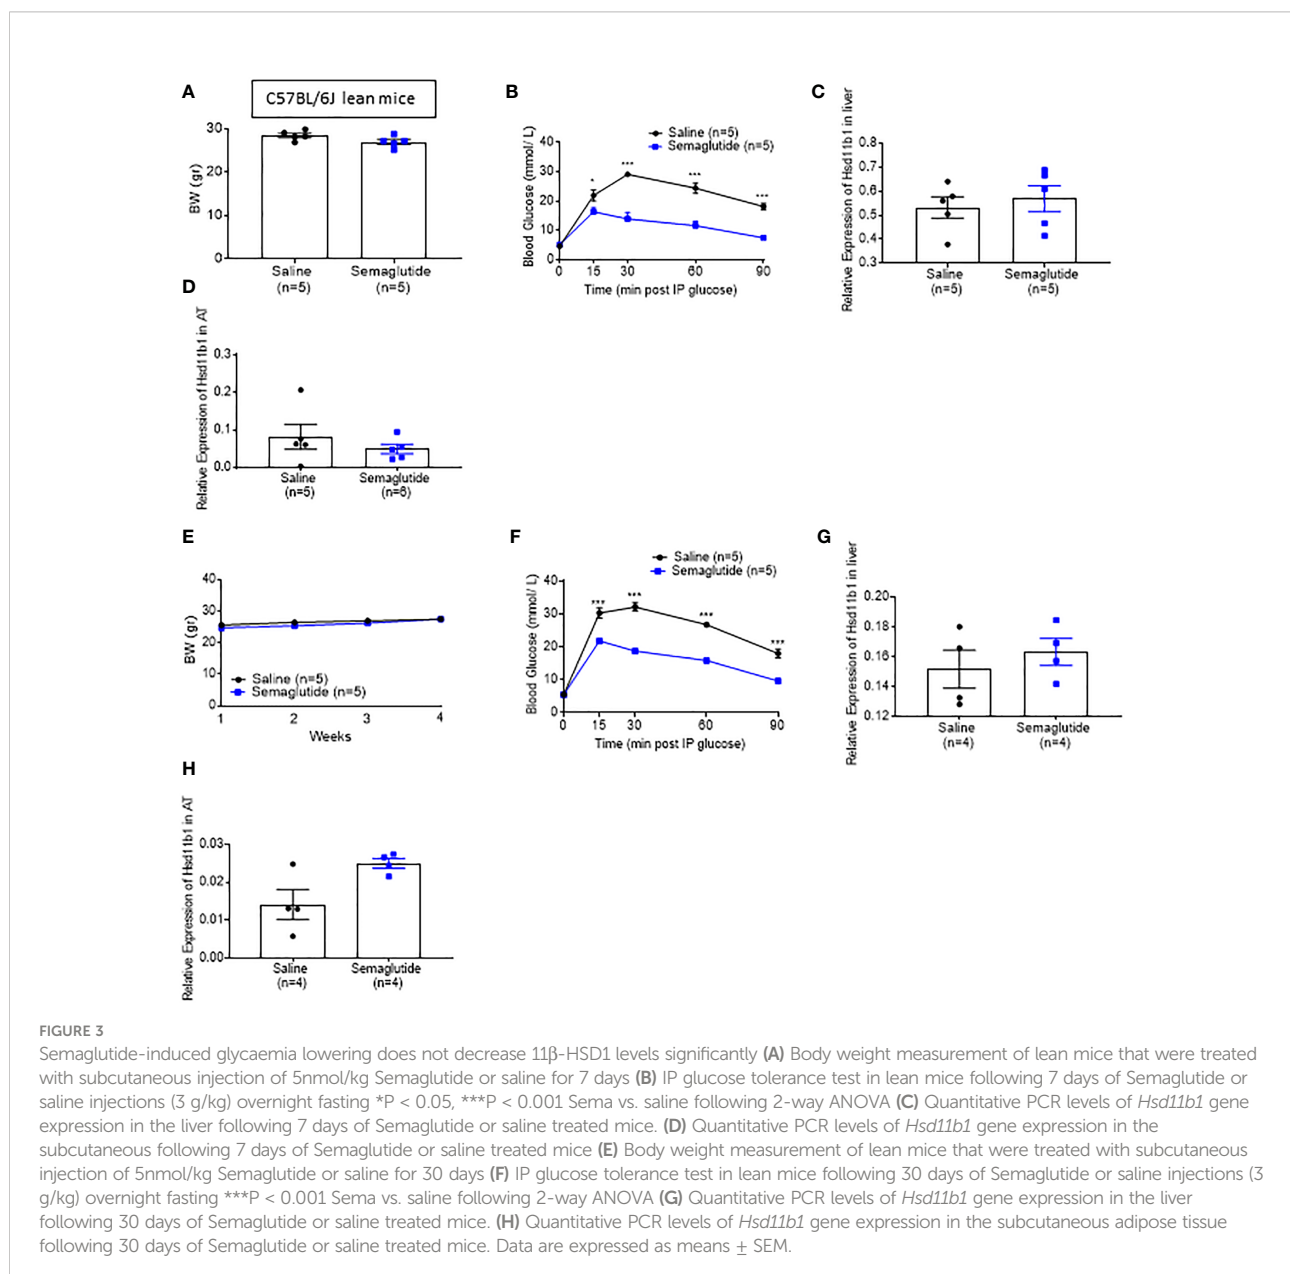 A
C57BL/6J lean mice
BW (gr)
30
20
10
0
Saline
(n=5)
Semaglutide
(n=5)
B
Saline (n=5)
Semaglutide (n=5)
Blood Glucose (mmol/ L)
40
30
20
10
0
*
***
***
***
0 15 30 60 90
Time (min post IP glucose)
C
Relative Expression of Hsd11b1 in liver
0.8
0.7
0.6
0.5
0.4
0.3
Saline
(n=5)
Semaglutide
(n=5)
D
Relative Expression of Hsd11b1 in AT
0.3
0.2
0.1
0.0
Saline
(n=5)
Semaglutide
(n=6)
E
BW (gr)
40
30
20
10
0
Saline (n=5)
Semaglutide (n=5)
1 2 3 4
Weeks
F
Saline (n=5)
Semaglutide (n=5)
Blood Glucose (mmol/ L)
40
30
20
10
0
***
***
***
***
0 15 30 60 90
Time (min post IP glucose)
G
Relative Expression of Hsd11b1 in liver
0.20
0.18
0.16
0.14
0.12
Saline
(n=4)
Semaglutide
(n=4)
H
Relative Expression of Hsd11b1 in AT
0.03
0.02
0.01
0.00
Saline
(n=4)
Semaglutide
(n=4)
FIGURE 3
Semaglutide-induced glycaemia lowering does not decrease 11β-HSD1 levels significantly (A) Body weight measurement of lean mice that were treated
with subcutaneous injection of 5nmol/kg Semaglutide or saline for 7 days (B) IP glucose tolerance test in lean mice following 7 days of Semaglutide or
saline injections (3 g/kg) overnight fasting *P < 0.05, ***P < 0.001 Sema vs. saline following 2-way ANOVA (C) Quantitative PCR levels of Hsd11b1 gene
expression in the liver following 7 days of Semaglutide or saline treated mice. (D) Quantitative PCR levels of Hsd11b1 gene expression in the
subcutaneous following 7 days of Semaglutide or saline treated mice (E) Body weight measurement of lean mice that were treated with subcutaneous
injection of 5nmol/kg Semaglutide or saline for 30 days (F) IP glucose tolerance test in lean mice following 30 days of Semaglutide or saline injections (3
g/kg) overnight fasting ***P < 0.001 Sema vs. saline following 2-way ANOVA (G) Quantitative PCR levels of Hsd11b1 gene expression in the liver
following 30 days of Semaglutide or saline treated mice. (H) Quantitative PCR levels of Hsd11b1 gene expression in the subcutaneous adipose tissue
following 30 days of Semaglutide or saline treated mice. Data are expressed as means ± SEM.